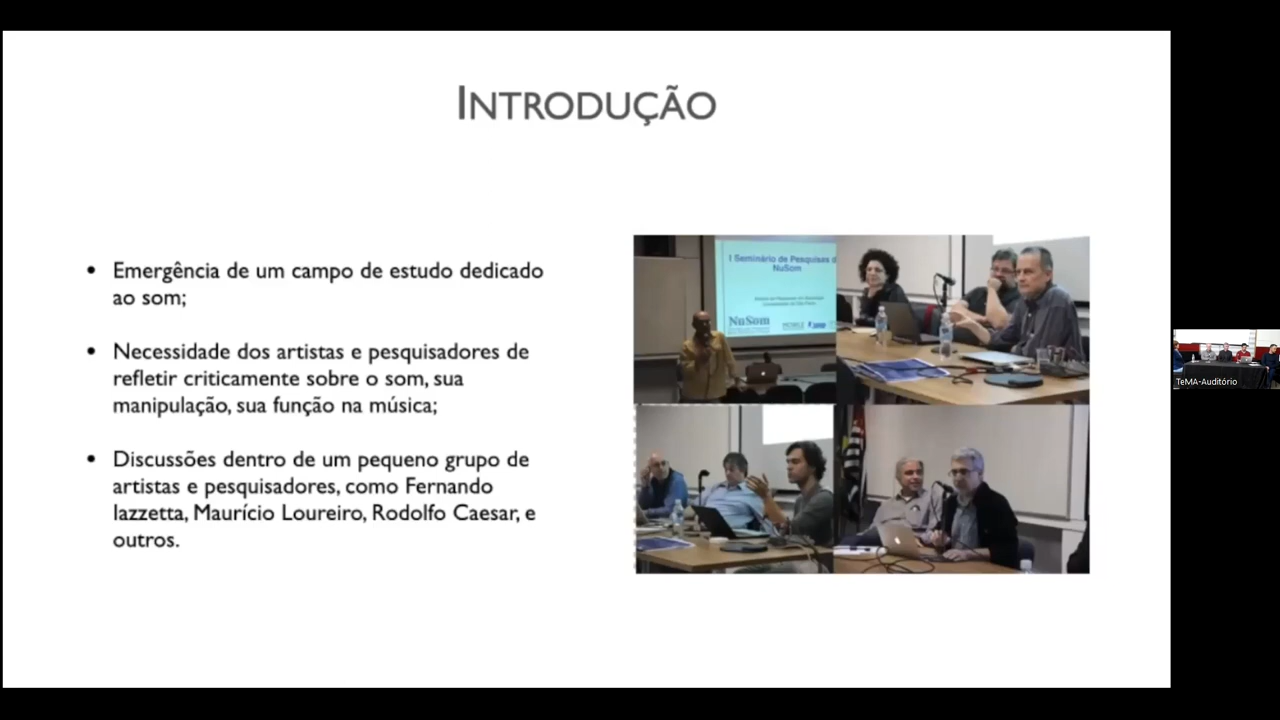 INTRODUÇÃO
• Emergência de um campo de estudo dedicado
ao som;
• Necessidade dos artistas e pesquisadores de
refletir criticamente sobre o som, sua
manipulação, sua função na música;
• Discussões dentro de um pequeno grupo de
artistas e pesquisadores, como Fernando
Iazzetta, Maurício Loureiro, Rodolfo Caesar, e
outros.
I Seminário de Pesquisas d
NuSom
NuSom
TeMA-Auditório